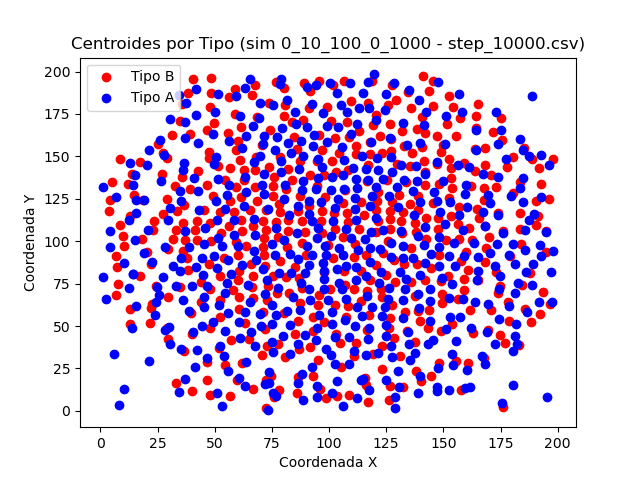 Centroides por Tipo (sim 0_10_100_0_1000 - step_10000.csv)
Tipo B
Tipo A
200
175
150
125
100
75
50
25
0
Coordenada Y
0 25 50 75 100 125 150 175 200
Coordenada X